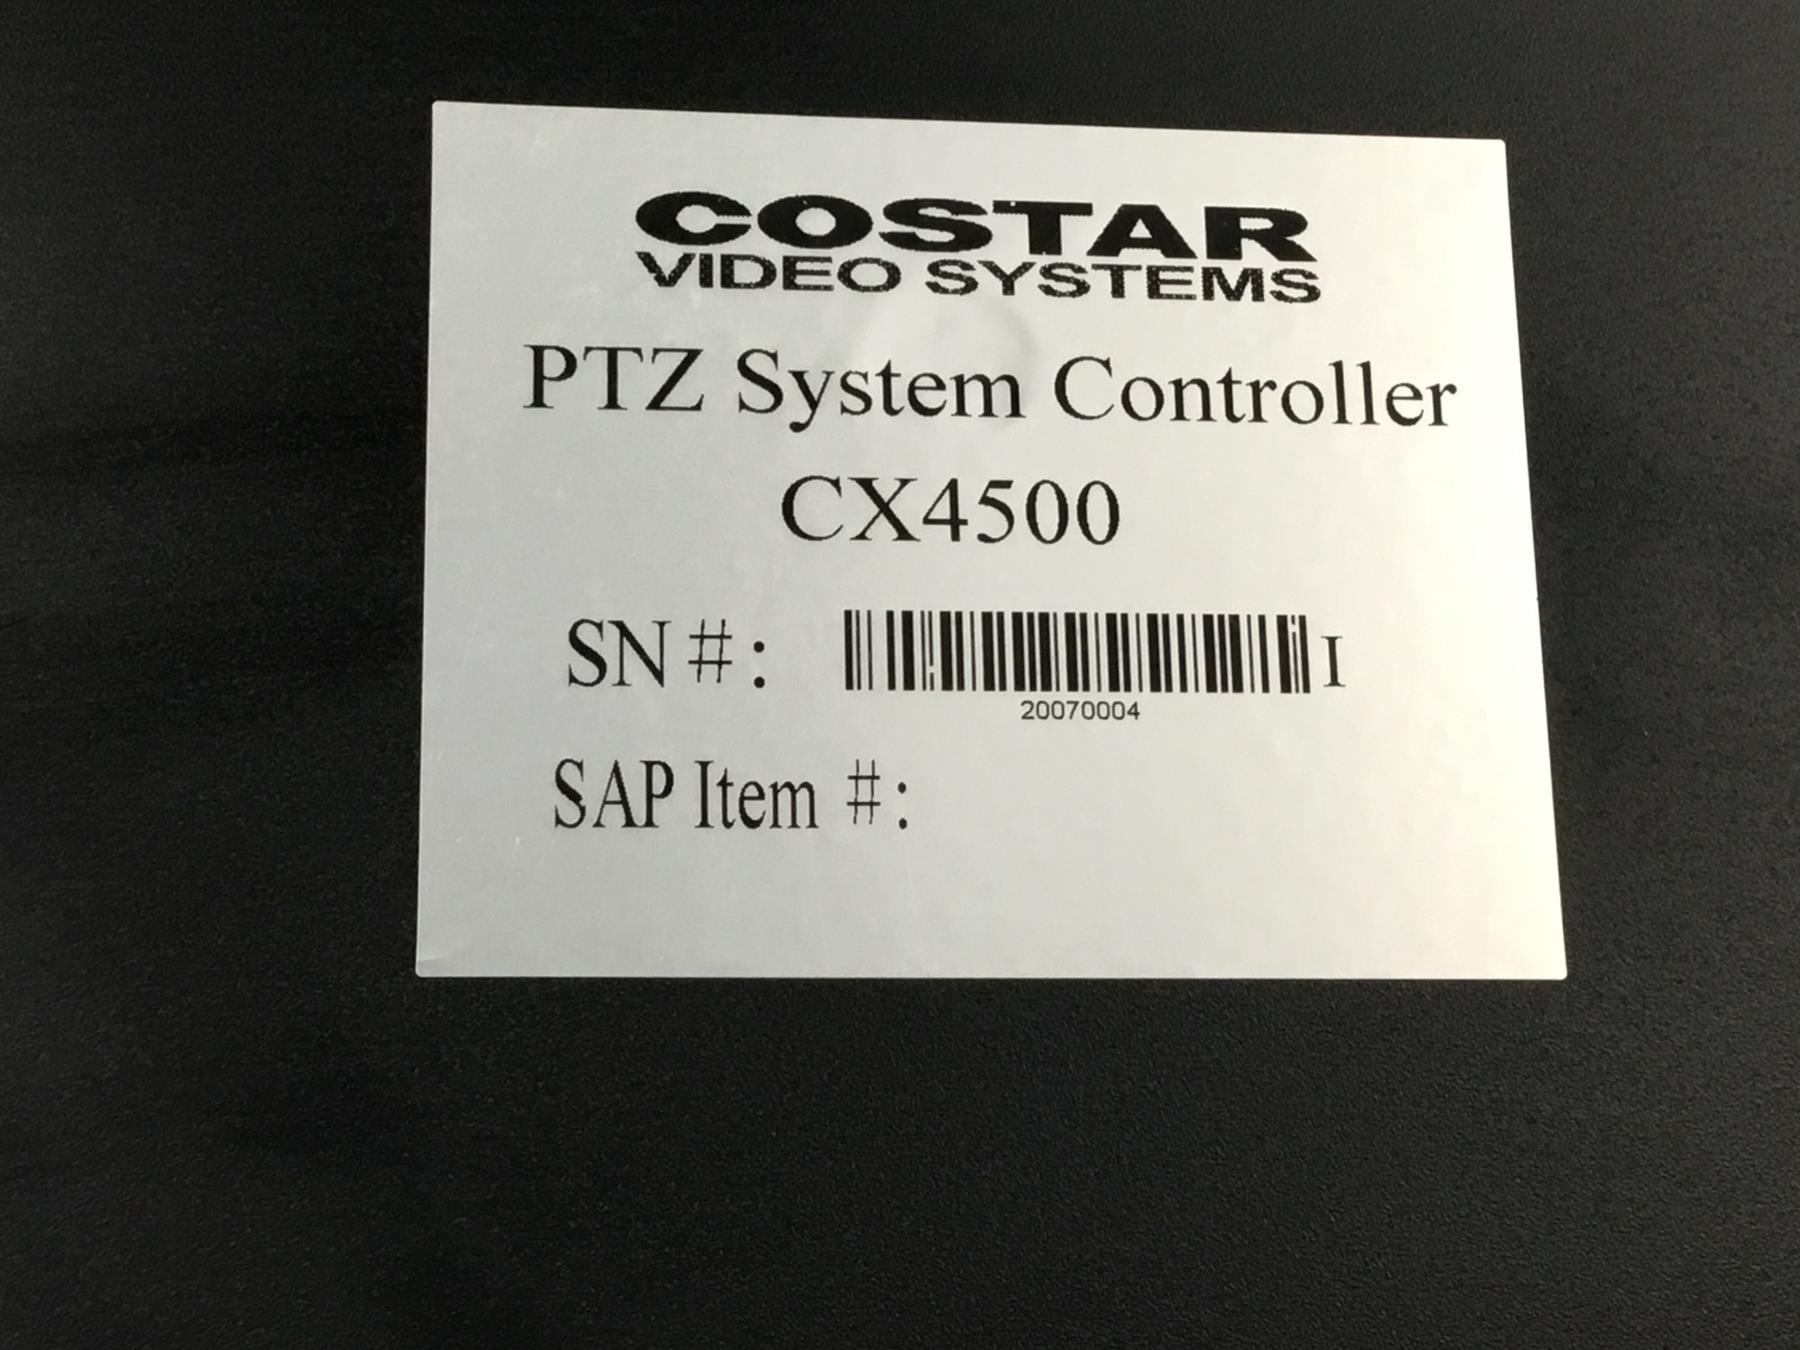 COSTAR
VIDEO SYSTEMS
PTZ System Controller
CX4500
SN#: I
20070004
SAP Item #: